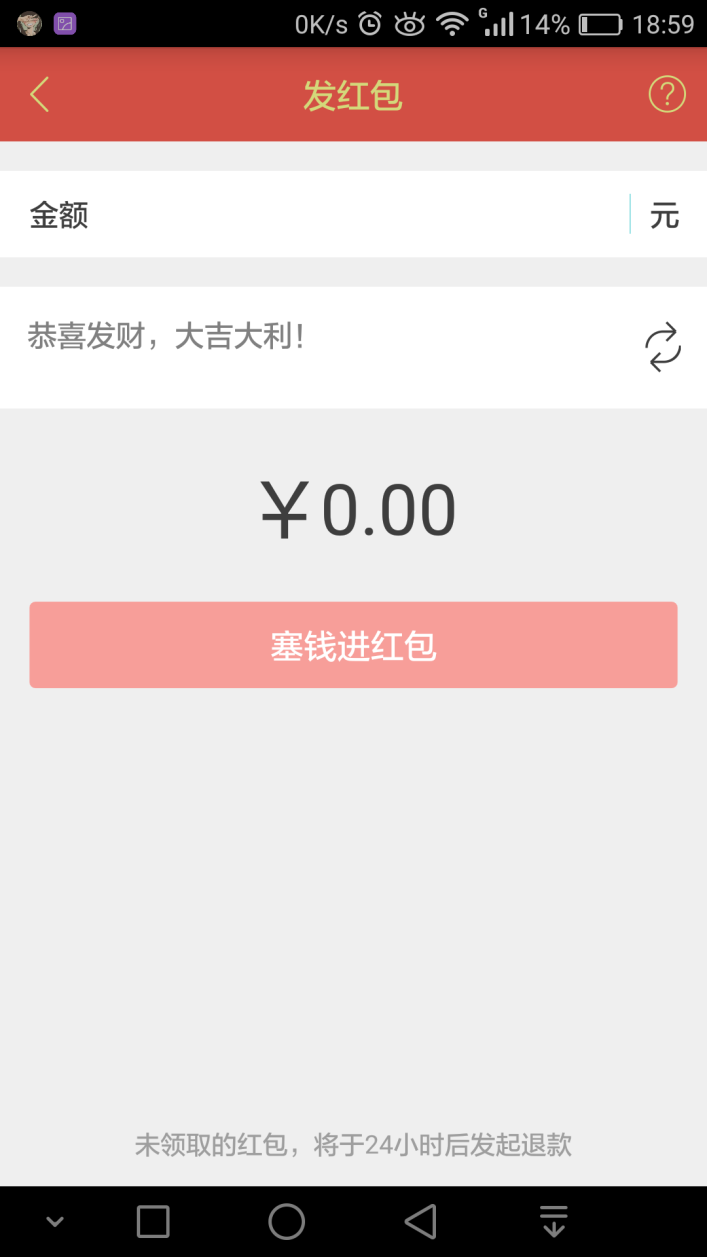 0K/s G 14% 18:59
发红包 ?
金额 元
恭喜发财，大吉大利！
￥0.00
塞钱进红包
未领取的红包，将于24小时后发起退款